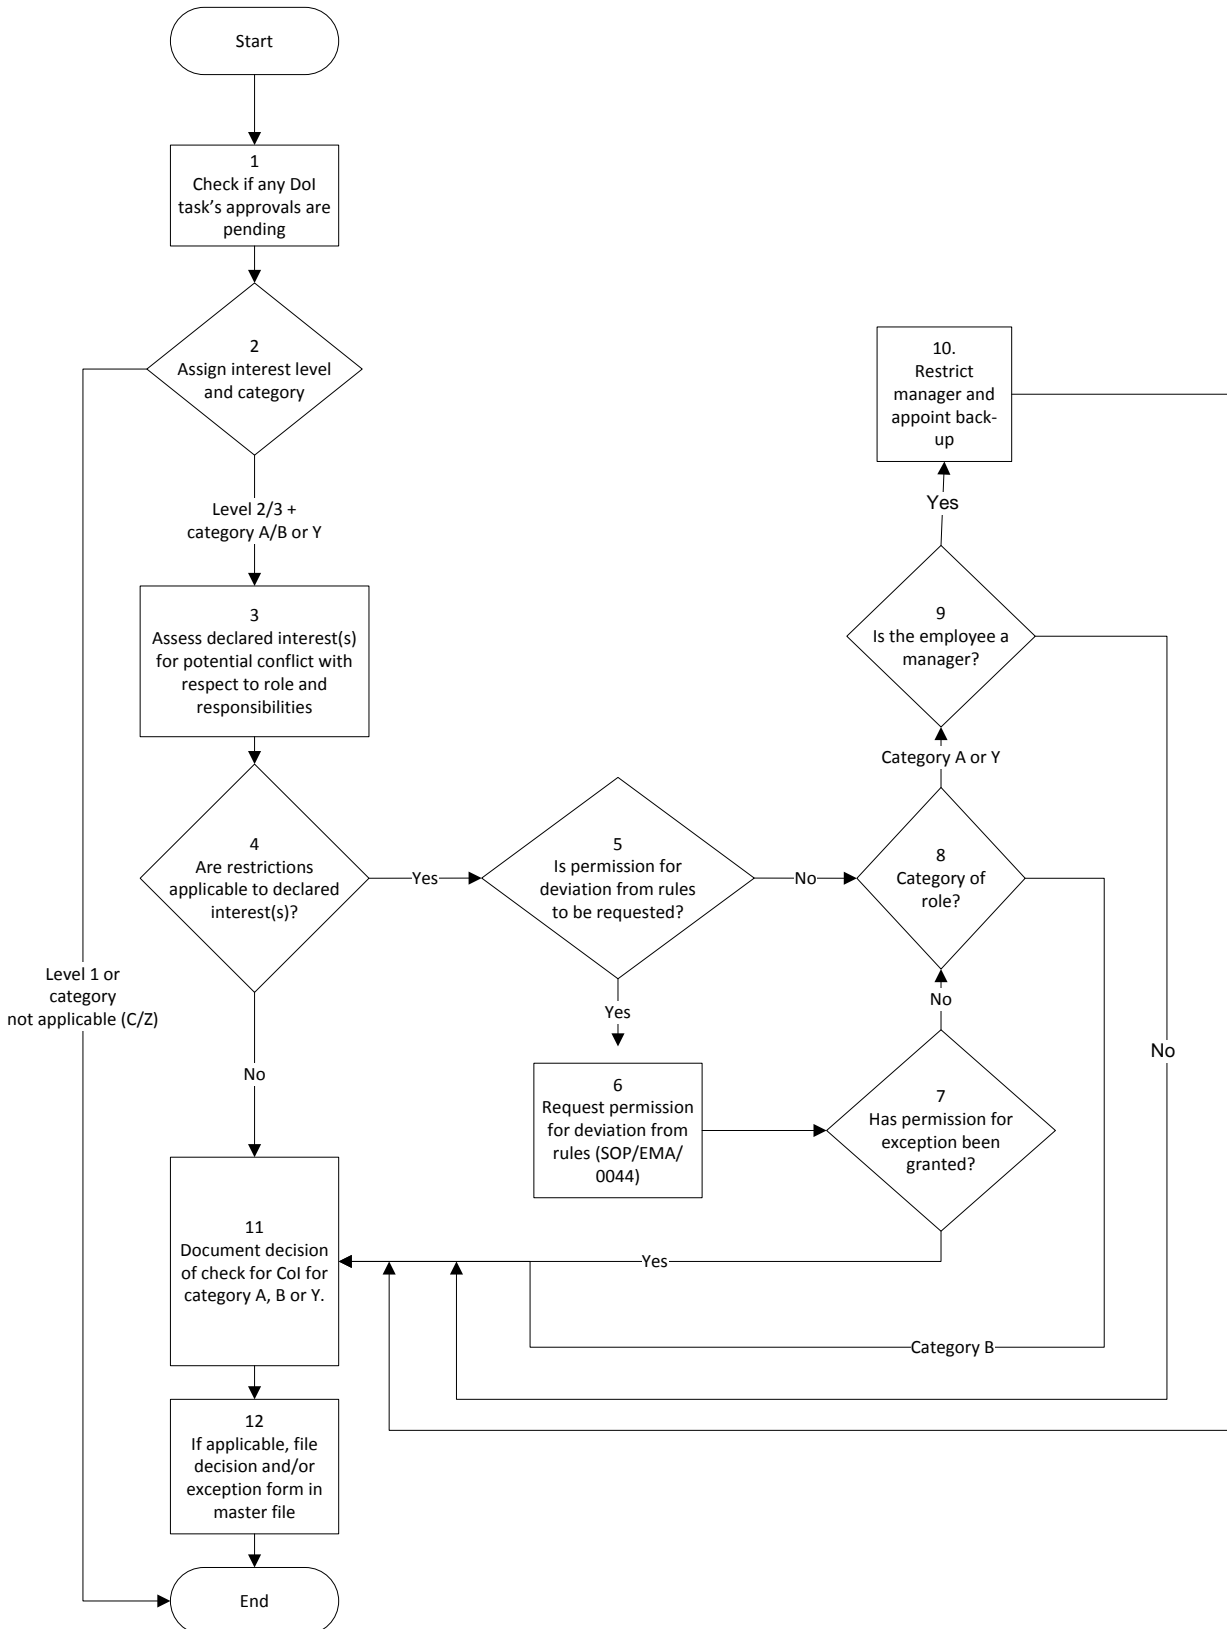 Start
1
Check if any DoI
task's approvals are
pending
2
Assign interest level
and category
Level 2/3 +
category A/B or Y
3
Assess declared interest(s)
for potential conflict with
respect to role and
responsibilities
4
Are restrictions
applicable to declared
interest(s)?
Yes
5
Is permission for
deviation from rules
to be requested?
No
8
Category of
role?
Category A or Y
9
Is the employee a
manager?
Yes
10.
Restrict
manager and
appoint back-
up
No
Level 1 or
category
not applicable (C/Z)
No
Yes
6
Request permission
for deviation from
rules (SOP/EMA/
0044)
7
Has permission for
exception been
granted?
No
Yes
Category B
11
Document decision
of check for CoI for
category A, B or Y.
12
If applicable, file
decision and/or
exception form in
master file
End